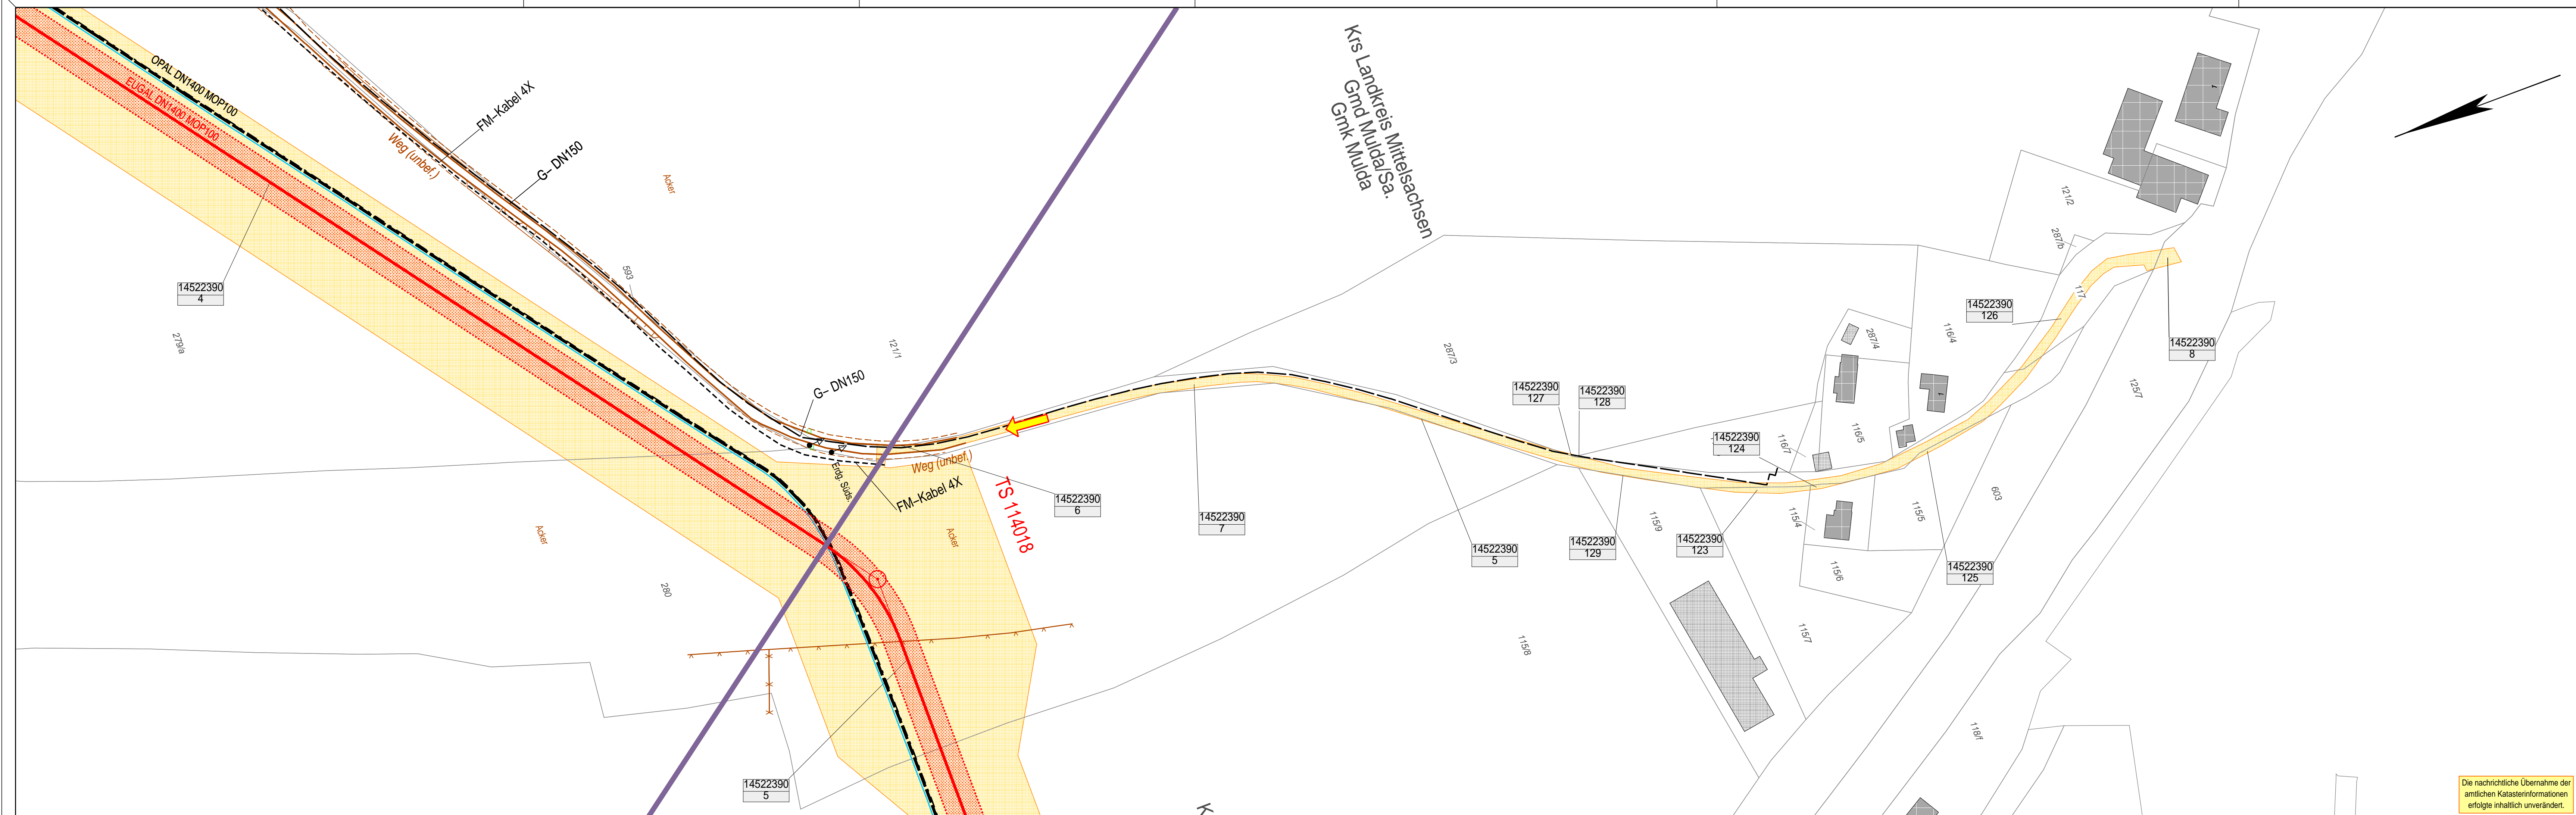 OPAL DN1400 MOP100
EUGAL DN1400 MOP100
FM–Kabel 4X
Weg (unbef.)
G– DN150
Acker
593
14522390
4
279/a
121/1
G– DN150
Erdg. Süds.
Weg (unbef.)
FM–Kabel 4X
TS 114018
Acker
Acker
280
14522390
5
14522390
6
14522390
7
Krs Landkreis Mittelsachsen
Gmd Mulda/Sa.
Gmk Mulda
287/3
14522390
5
14522390
127
14522390
128
14522390
129
14522390
123
14522390
124
14522390
125
14522390
126
14522390
8
115/9
115/8
115/7
115/6
115/4
115/5
116/7
116/5
116/4
287/4
287/b
121/2
117
125/7
603
118/f
1
1
K
Die nachrichtliche Übernahme der
amtlichen Katasterinformationen
erfolgte inhaltlich unverändert.